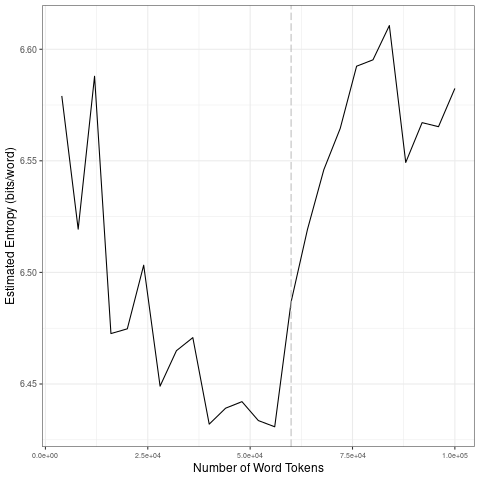 Estimated Entropy (bits/word)
6.60
6.55
6.50
6.45
0.0e+00 2.5e+04 5.0e+04 7.5e+04 1.0e+05
Number of Word Tokens